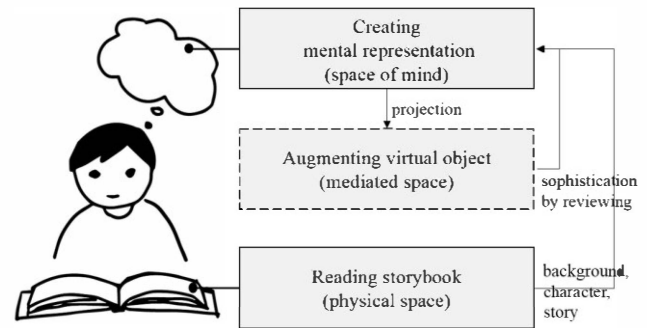 Creating
mental representation
(space of mind)
projection
Augmenting virtual object
(mediated space)
sophistication
by reviewing
Reading storybook
(physical space)
background,
character,
story